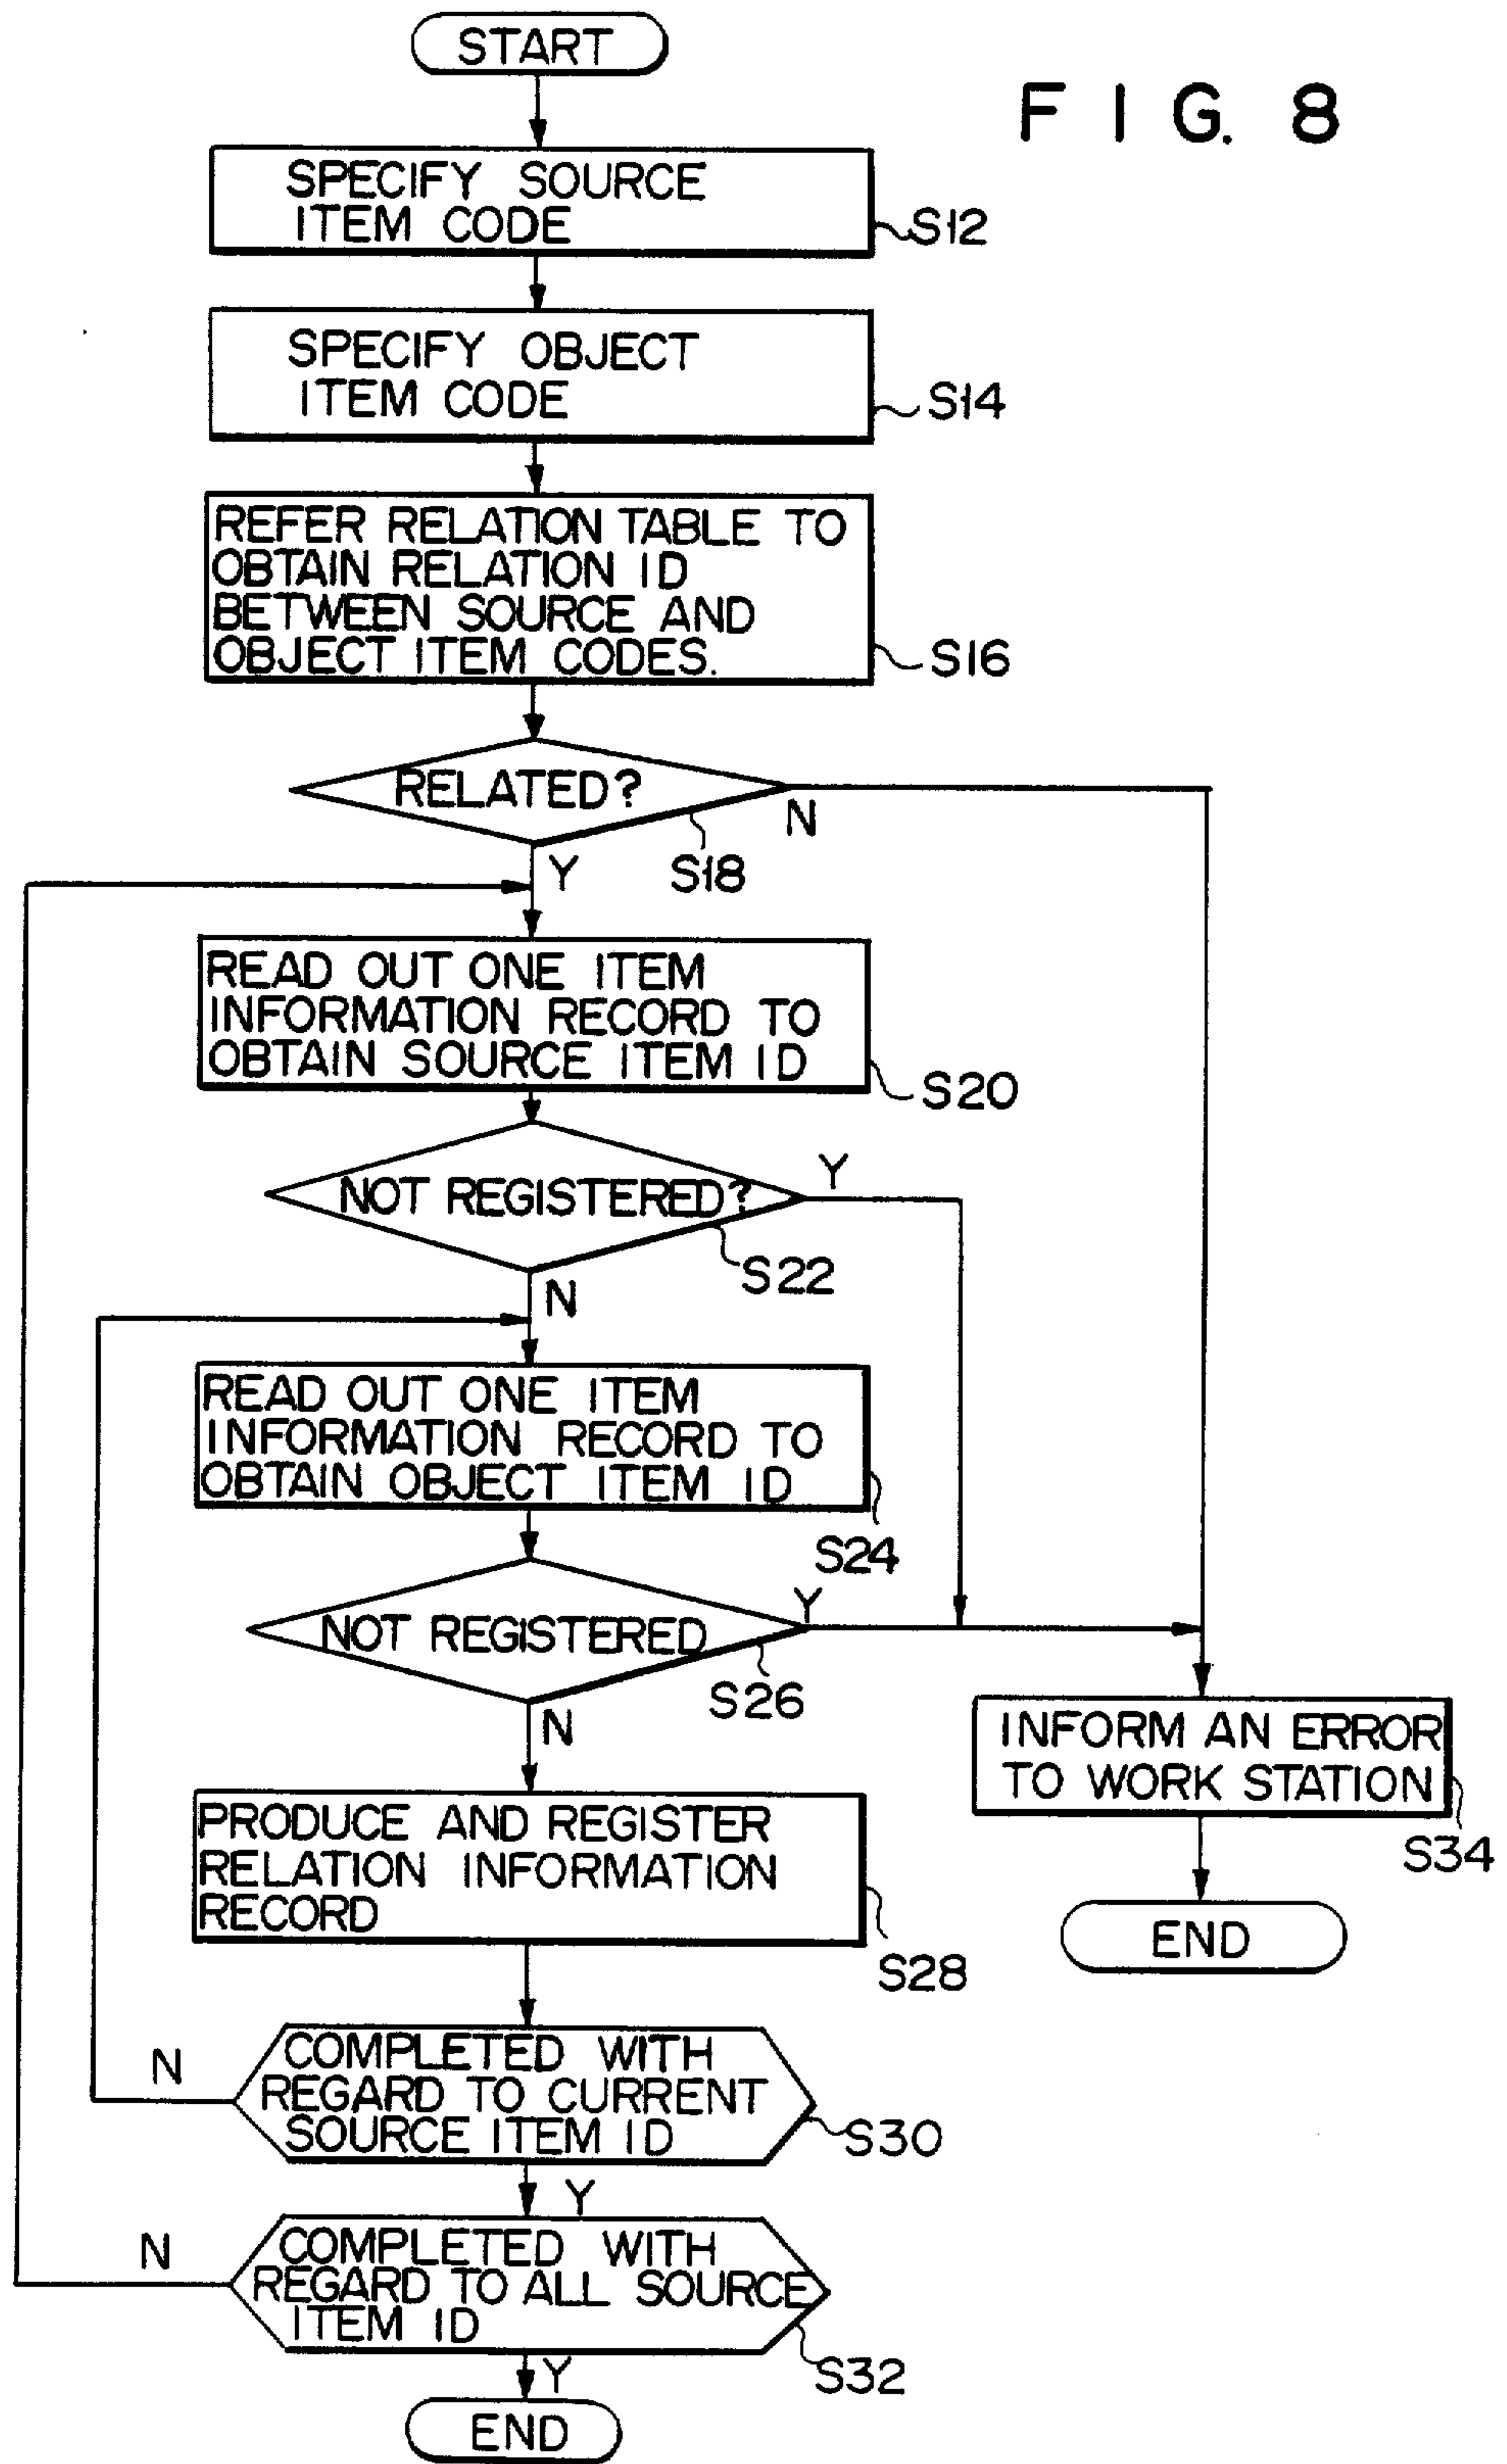 START
F I G. 8
SPECIFY SOURCE
ITEM CODE
S12
SPECIFY OBJECT
ITEM CODE
S14
REFER RELATION TABLE TO
OBTAIN RELATION ID
BETWEEN SOURCE AND
OBJECT ITEM CODES.
S16
RELATED?
N
S18
Y
READ OUT ONE ITEM
INFORMATION RECORD TO
OBTAIN SOURCE ITEM ID
S20
NOT REGISTERED?
Y
S22
N
READ OUT ONE ITEM
INFORMATION RECORD TO
OBTAIN OBJECT ITEM ID
S24
NOT REGISTERED
Y
S26
N
INFORM AN ERROR
TO WORK STATION
S34
END
PRODUCE AND REGISTER
RELATION INFORMATION
RECORD
S28
COMPLETED WITH
REGARD TO CURRENT
SOURCE ITEM ID
N
S30
Y
COMPLETED WITH
REGARD TO ALL SOURCE
ITEM ID
N
S32
Y
END